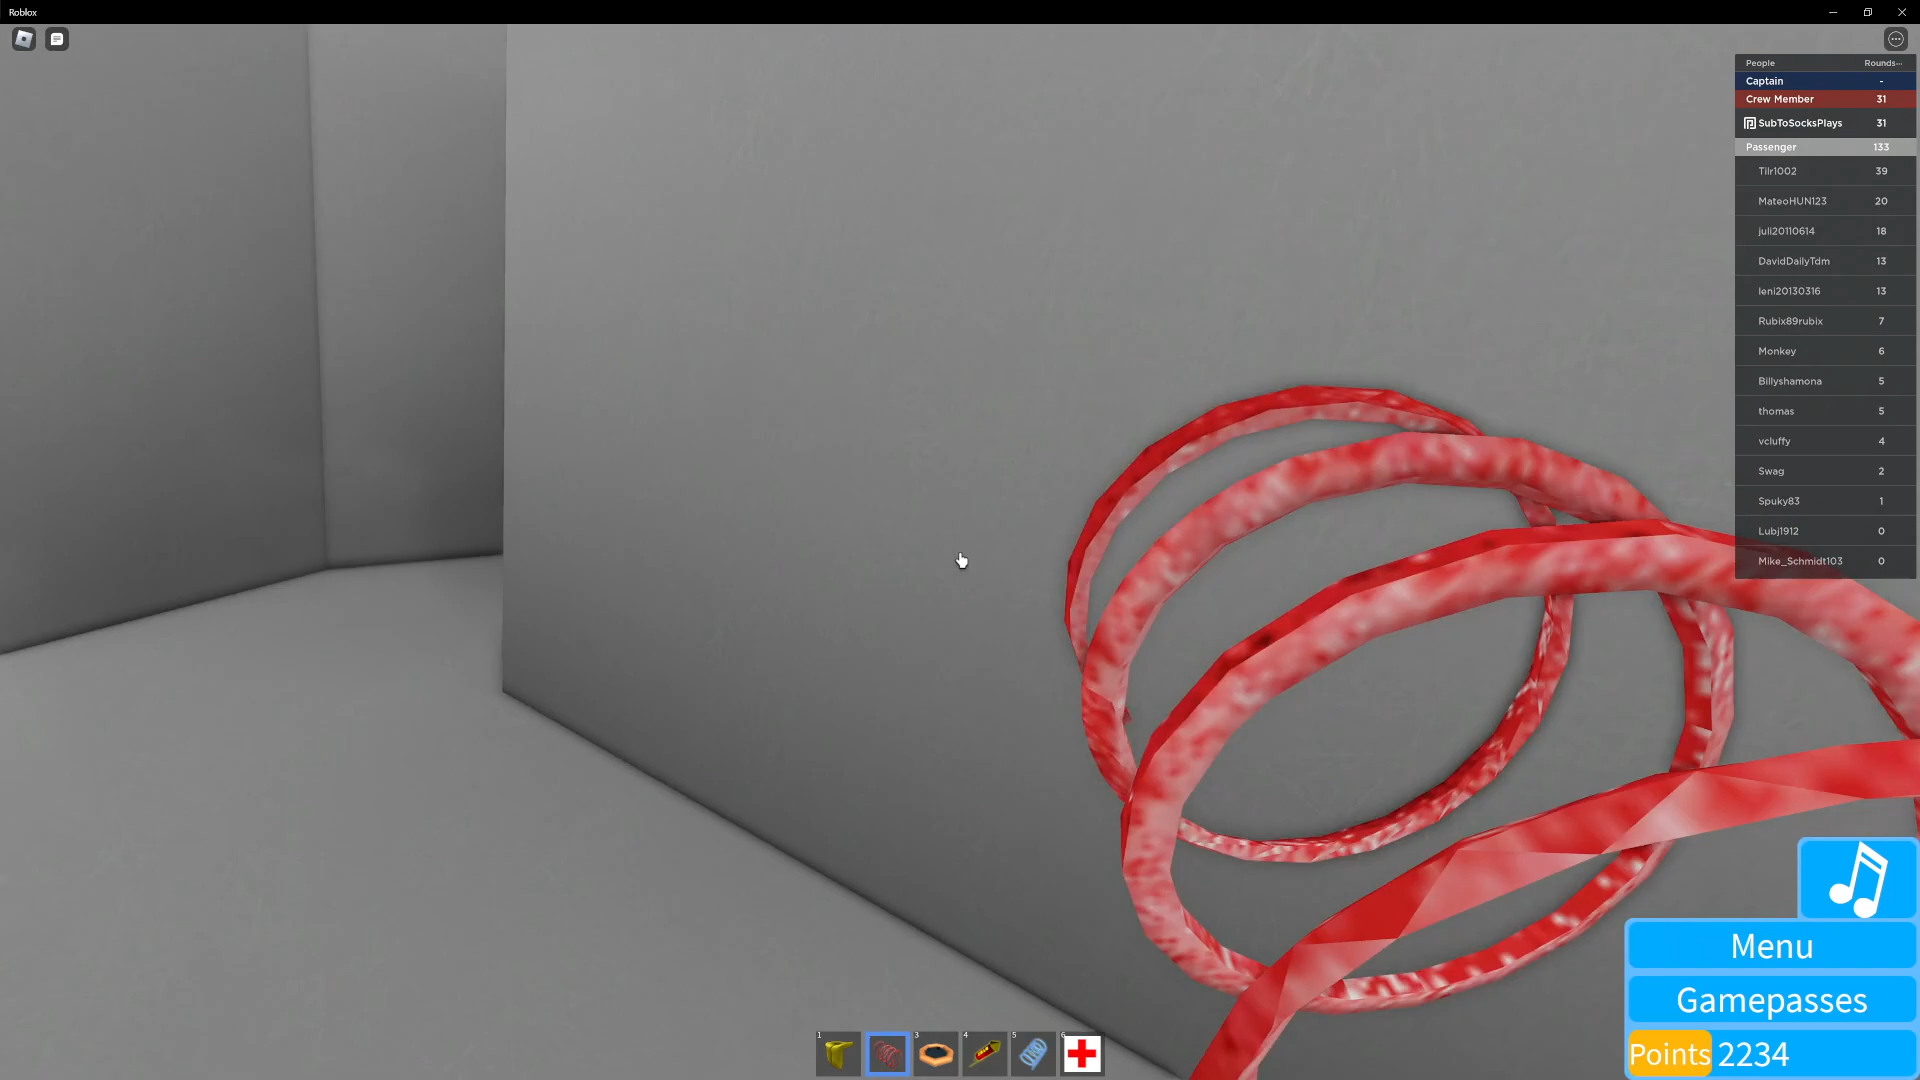 Roblox
People Rounds...
Captain -
Crew Member 31
SubToSocksPlays 31
Passenger 133
Tilr1002 39
MateoHUN123 20
juli20110614 18
DavidDailyTdm 13
leni20130316 13
Rubix89rubix 7
Monkey 6
Billyshamona 5
thomas 5
vcluffy 4
Swag 2
Spuky83 1
Lubj1912 0
Mike_Schmidt103 0
Menu
Gamepasses
Points 2234
1 3 4 5 6